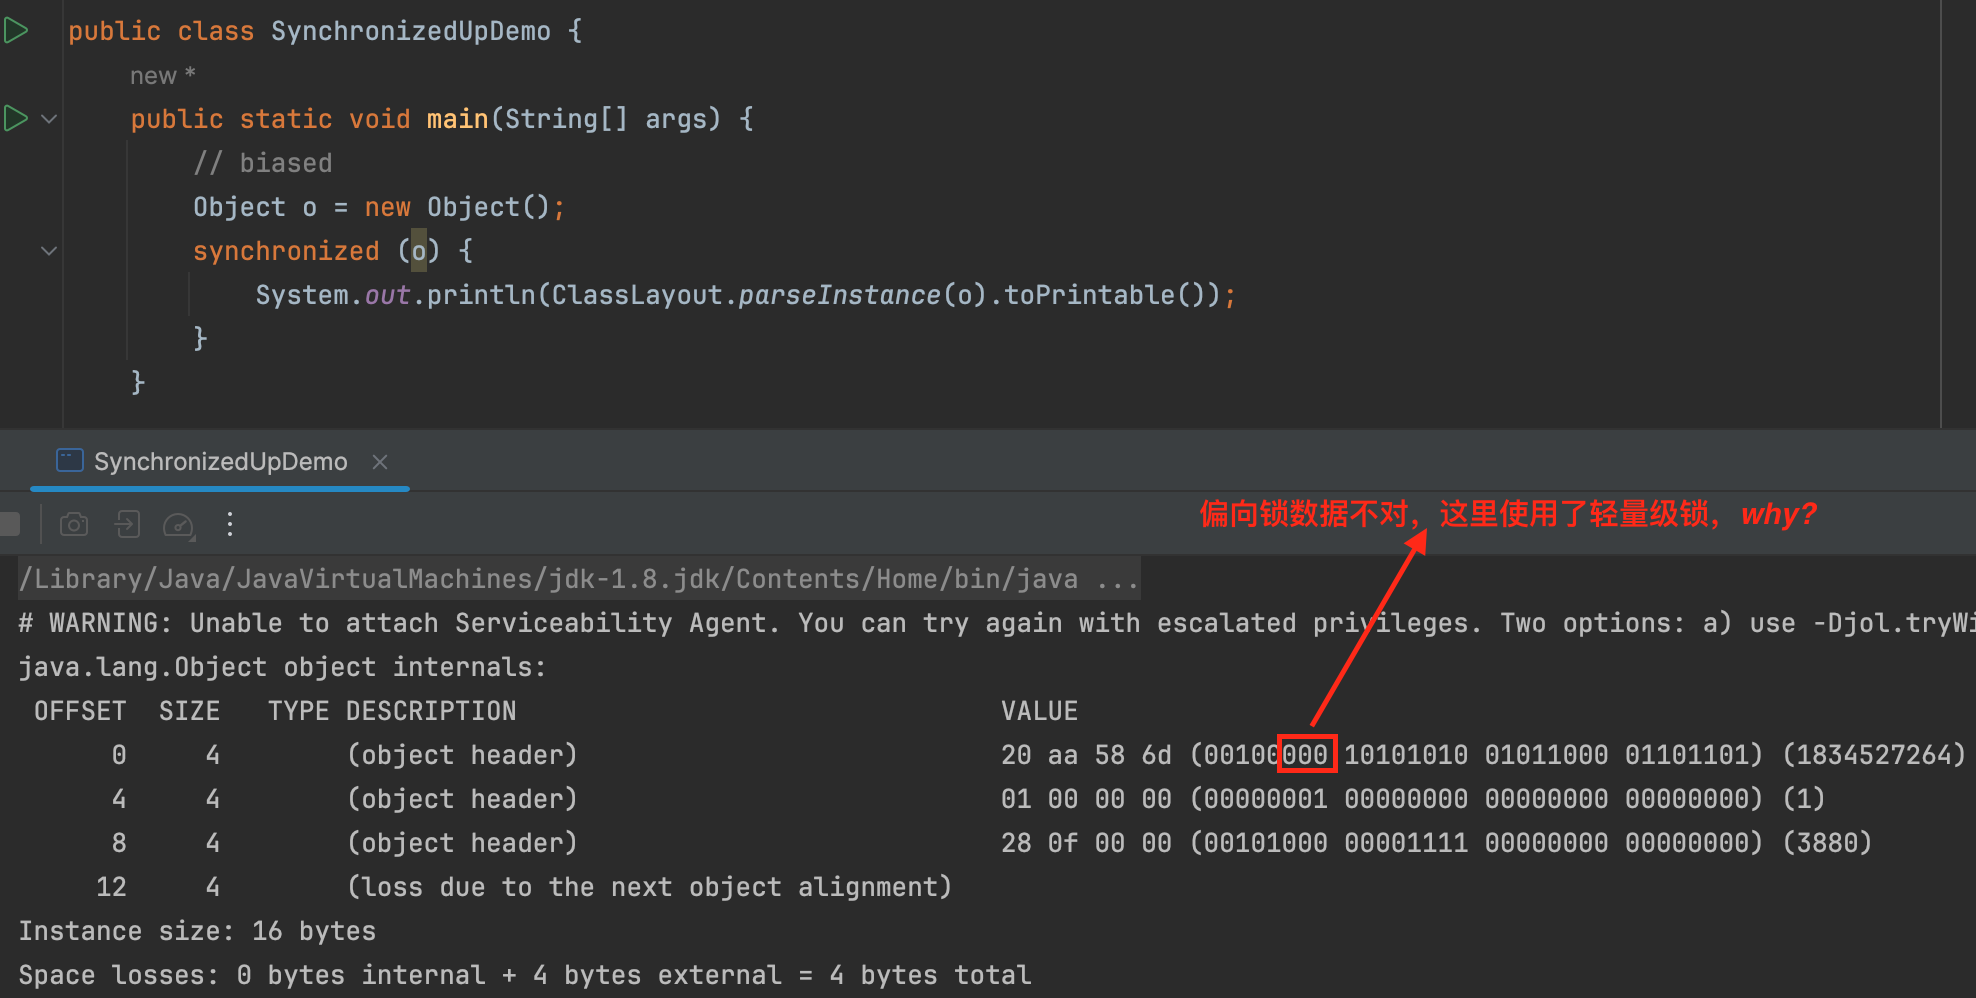 public class SynchronizedUpDemo {
new *
public static void main(String[] args) {
// biased
Object o = new Object();
synchronized (o) {
System.out.println(ClassLayout.parseInstance(o).toPrintable());
}
}
SynchronizedUpDemo
偏向锁数据不对，这里使用了轻量级锁，why?
/Library/Java/JavaVirtualMachines/jdk-1.8.jdk/Contents/Home/bin/java ...
# WARNING: Unable to attach Serviceability Agent. You can try again with escalated privileges. Two options: a) use -Djol.tryWi
java.lang.Object object internals:
OFFSET SIZE TYPE DESCRIPTION VALUE
0 4 (object header) 20 aa 58 6d (00100000 10101010 01011000 01101101) (1834527264)
4 4 (object header) 01 00 00 00 (00000001 00000000 00000000 00000000) (1)
8 4 (object header) 28 0f 00 00 (00101000 00001111 00000000 00000000) (3880)
12 4 (loss due to the next object alignment)
Instance size: 16 bytes
Space losses: 0 bytes internal + 4 bytes external = 4 bytes total